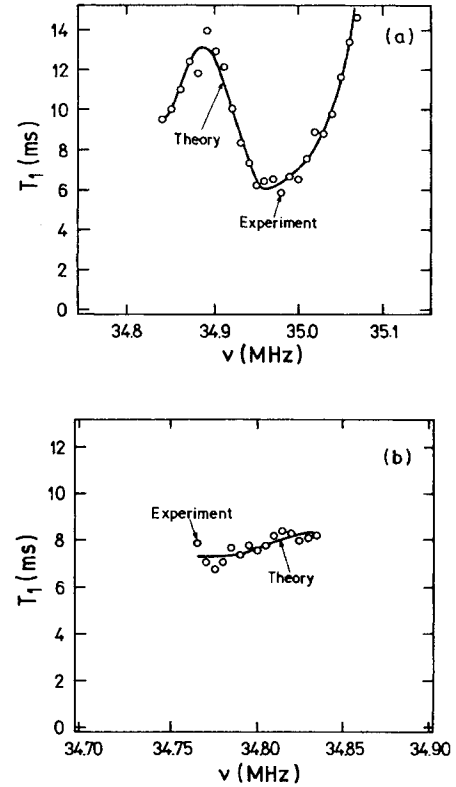 14
(a)
12
10
Theory
8
T₁ (ms)
6
Experiment
4
2
0
34.8
34.9
35.0
35.1
ν (MHz)
12
(b)
10
Experiment
8
T₁ (ms)
6
Theory
4
2
0
34.70
34.75
34.80
34.85
34.90
ν (MHz)